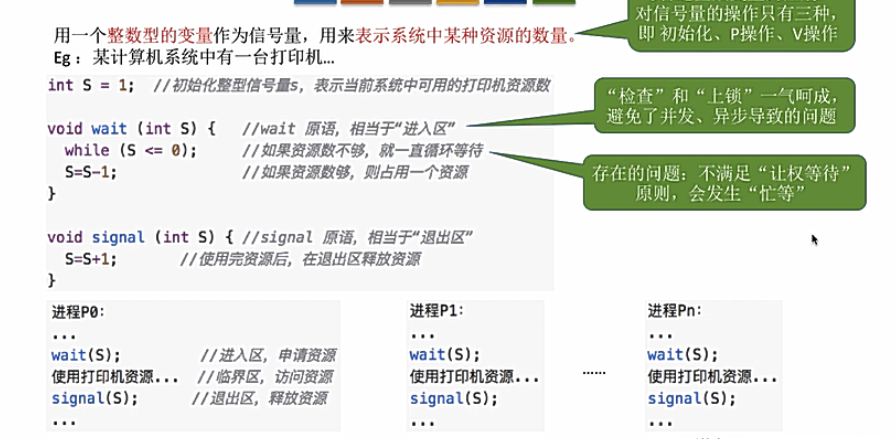 对信号量的操作只有三种，
即 初始化、P操作、V操作
用一个整数型的变量作为信号量，用来表示系统中某种资源的数量。
Eg：某计算机系统中有一台打印机…
int S = 1;  //初始化整型信号量s，表示当前系统中可用的打印机资源数
void wait (int S) {   //wait 原语，相当于“进入区”
while (S <= 0);      //如果资源数不够，就一直循环等待
S=S-1;              //如果资源数够，则占用一个资源
}
“检查”和“上锁”一气呵成，
避免了并发、异步导致的问题
存在的问题：不满足“让权等待”
原则，会发生“忙等”
void signal (int S) { //signal 原语，相当于“退出区”
S=S+1;       //使用完资源后，在退出区释放资源
}
进程P0：
...
wait(S);          //进入区，申请资源
使用打印机资源...  //临界区，访问资源
signal(S);       //退出区，释放资源
...
进程P1：
...
wait(S);
使用打印机资源...
signal(S);
...
……
进程Pn：
...
wait(S);
使用打印机资源...
signal(S);
...